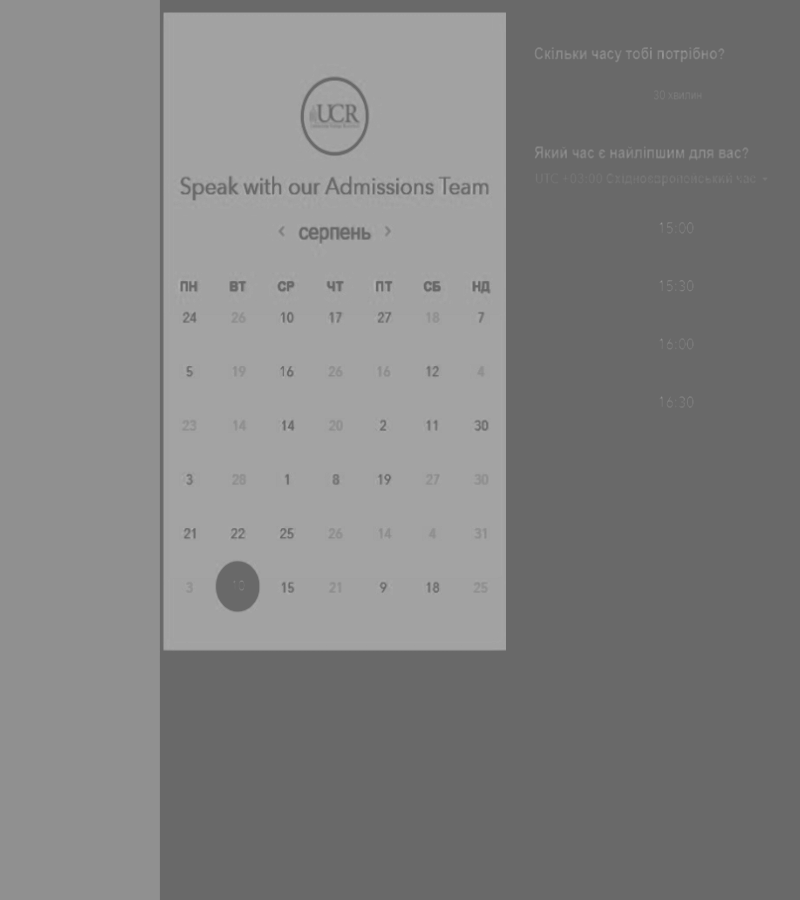 UCR
Speak with our Admissions Team
‹ серпень ›
ПН ВТ СР ЧТ ПТ СБ НД
24 26 10 17 27 18 7
5 19 16 26 16 12 4
23 14 14 20 2 11 30
3 28 1 8 19 27 30
21 22 25 26 14 4 31
3 10 15 21 9 18 25
Скільки часу тобі потрібно?
30 хвилин
Який час є найліпшим для вас?
UTC +03:00 Східноєвропейський час
15:00
15:30
16:00
16:30